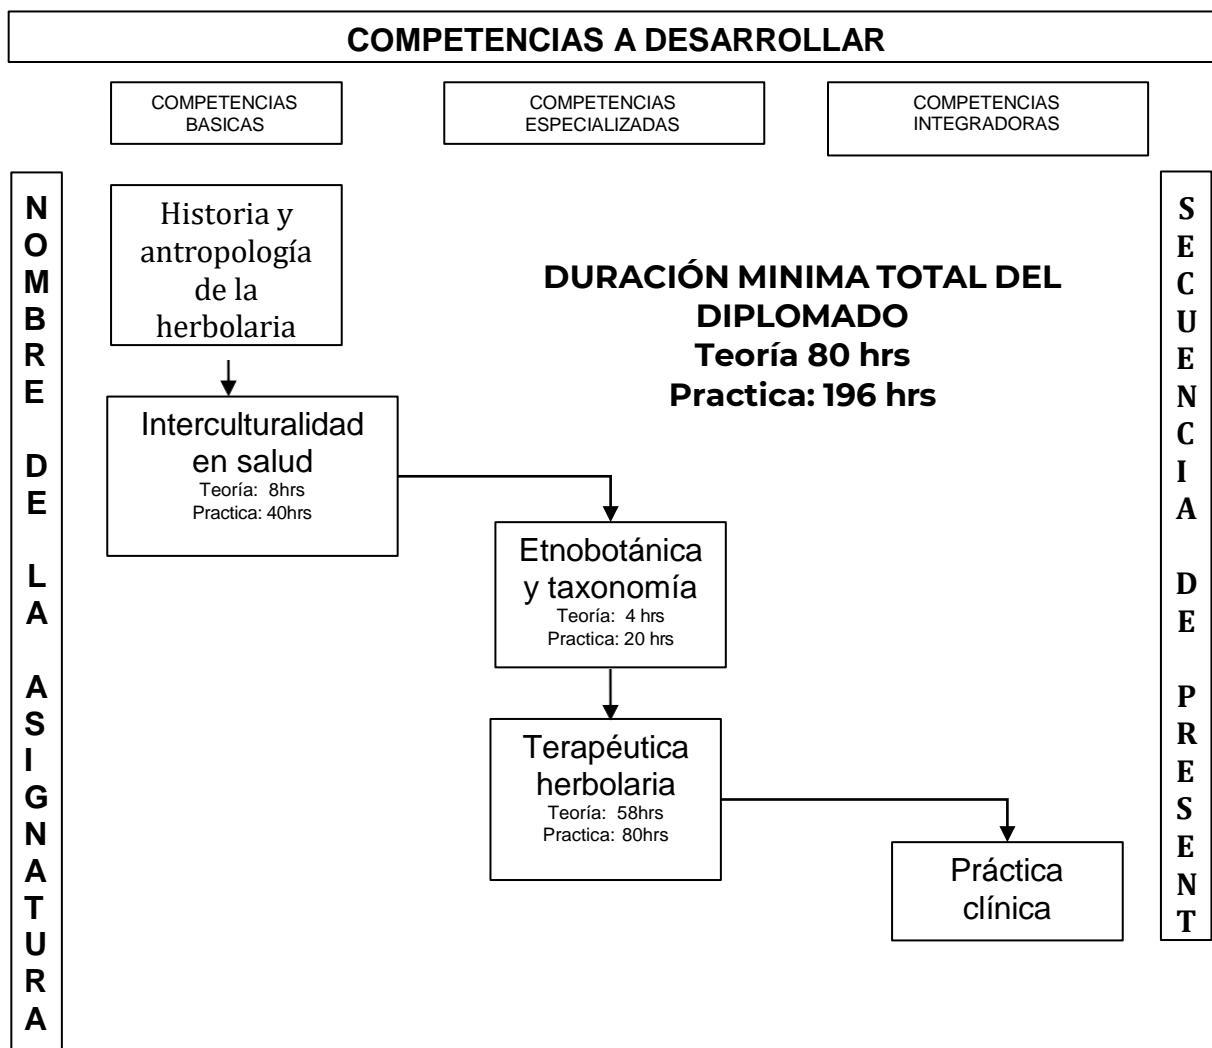 COMPETENCIAS A DESARROLLAR
COMPETENCIAS
BASICAS
COMPETENCIAS
ESPECIALIZADAS
COMPETENCIAS
INTEGRADORAS
NOMBRE DE LA ASIGNATURA
Historia y
antropología
de la
herbolaria
DURACIÓN MINIMA TOTAL DEL
DIPLOMADO
Teoría 80 hrs
Practica: 196 hrs
Interculturalidad
en salud
Teoría: 8hrs
Practica: 40hrs
Etnobotánica
y taxonomía
Teoría: 4 hrs
Practica: 20 hrs
Terapéutica
herbolaria
Teoría: 58hrs
Practica: 80hrs
Práctica
clínica
SECUENCIA DE PRESENT